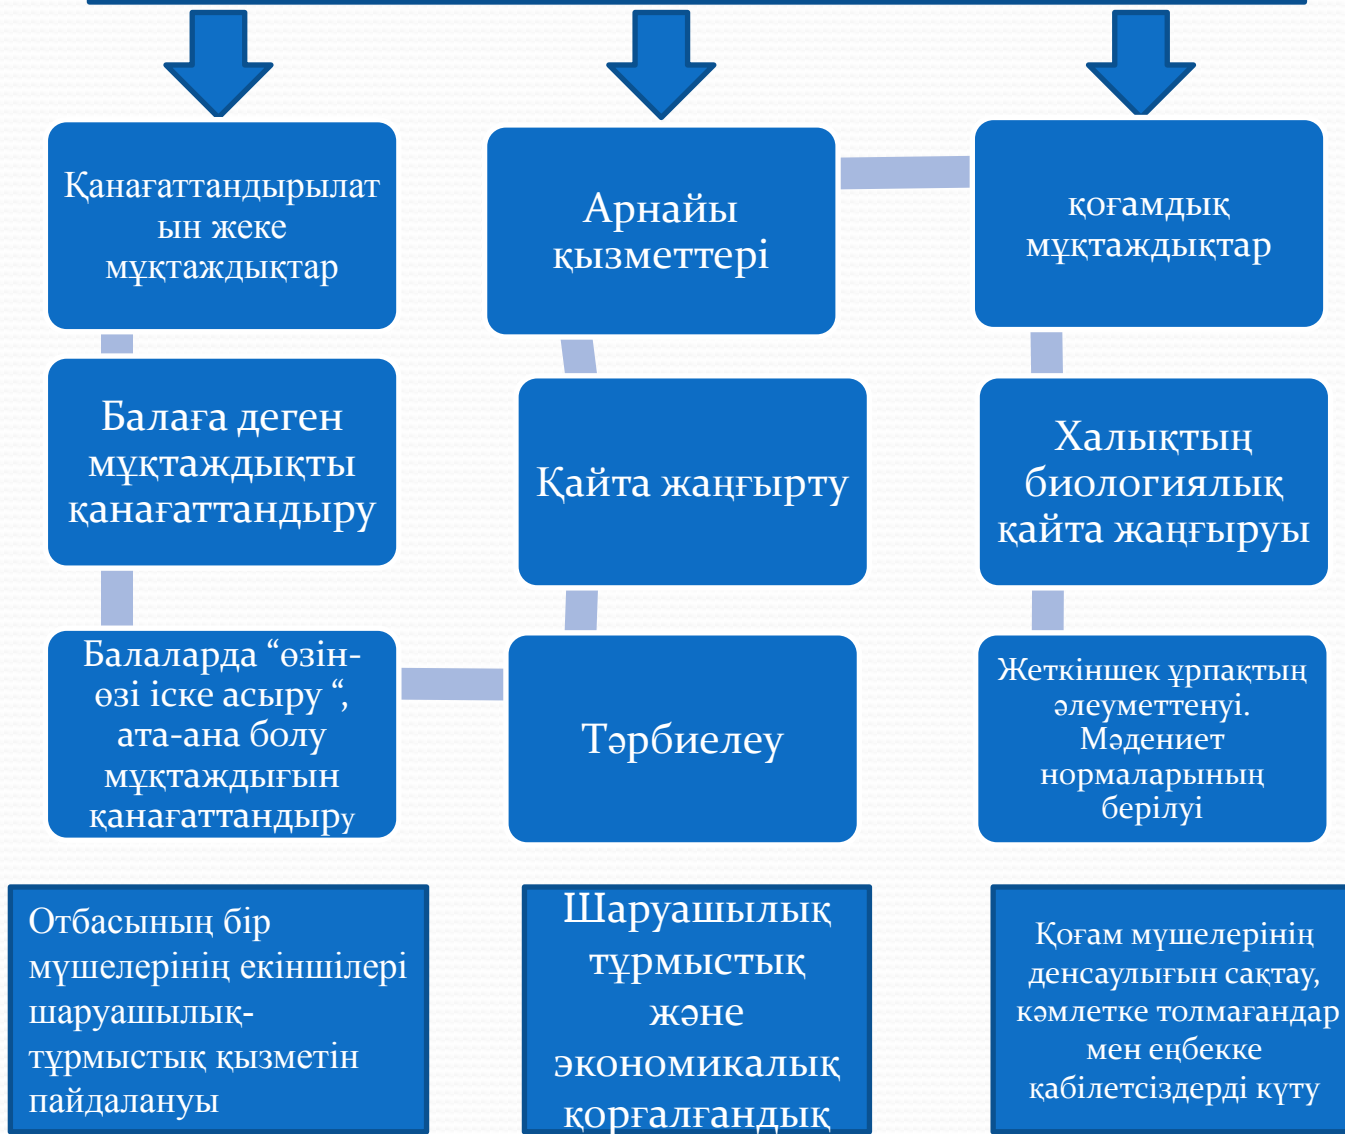 Қанағаттандырылат
ын жеке
мұқтаждықтар
Арнайы
қызметтері
қоғамдық
мұқтаждықтар
Балаға деген
мұқтаждықты
қанағаттандыру
Қайта жаңғырту
Халықтың
биологиялық
қайта жаңғыруы
Балаларда “өзін-
өзі іске асыру “,
ата-ана болу
мұқтаждығын
қанағаттандыру
Тәрбиелеу
Жеткіншек ұрпақтың
әлеуметтенуі.
Мәдениет
нормаларының
берілуі
Отбасының бір
мүшелерінің екіншілері
шаруашылық-
тұрмыстық қызметін
пайдалануы
Шаруашылық
тұрмыстық
және
экономикалық
қорғалғандық
Қоғам мүшелерінің
денсаулығын сақтау,
кәмлетке толмағандар
мен еңбекке
қабілетсіздерді күту